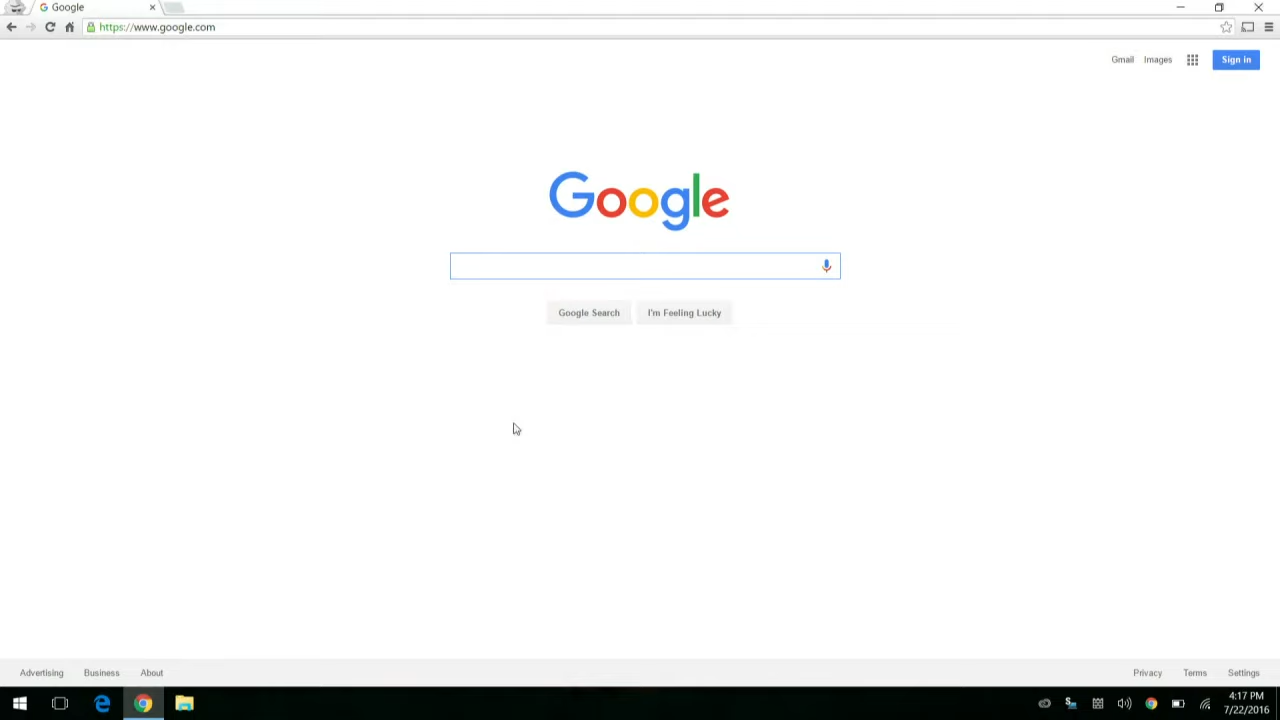 Google
https://www.google.com
Gmail Images Sign in
Google
Google Search I'm Feeling Lucky
Advertising Business About Privacy Terms Settings
4:17 PM
7/22/2016